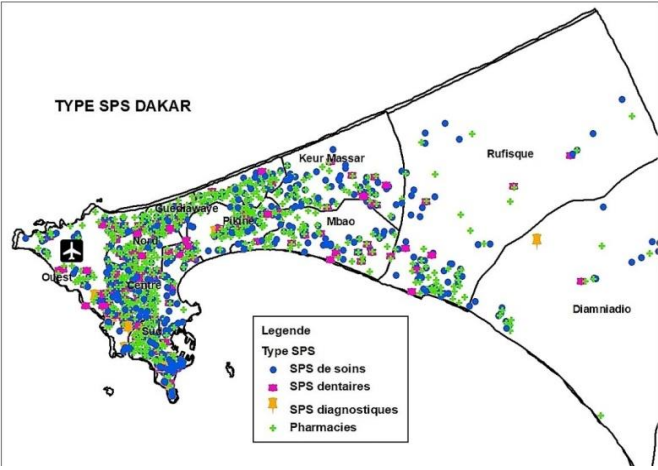 TYPE SPS DAKAR
Keur Massar
Rufisque
Guédiawaye
Pikine
Mbao
Nord
Ouest
Centre
Diamniadio
Sud
Legende
Type SPS
SPS de soins
SPS dentaires
SPS diagnostiques
Pharmacies